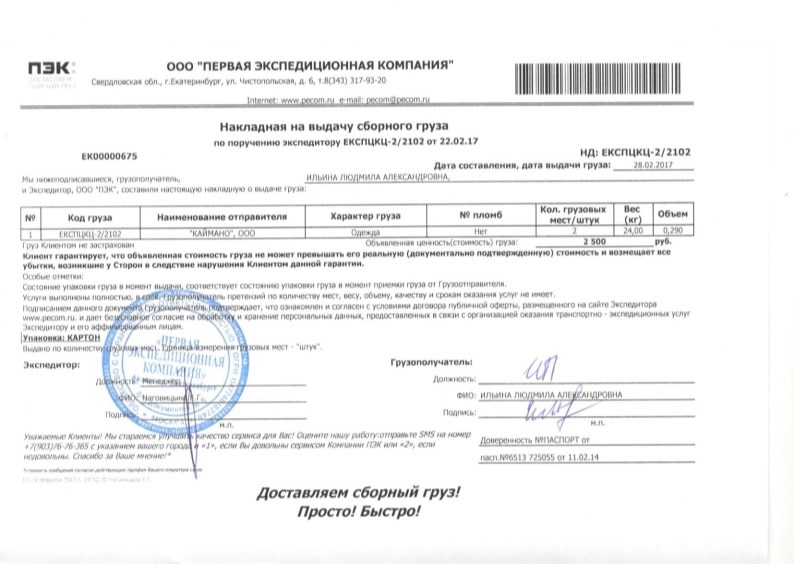 ПЭК:
ООО "ПЕРВАЯ ЭКСПЕДИЦИОННАЯ КОМПАНИЯ"
Свердловская обл., г.Екатеринбург, ул. Чистопольская, д. 6, т.8(343) 317-93-20
Internet: www.pecom.ru e-mail: pecom@pecom.ru
Накладная на выдачу сборного груза
по поручению экспедитору ЕКСПЦКЦ-2/2102 от 22.02.17
ЕК00000675
НД: ЕКСПЦКЦ-2/2102
Дата составления, дата выдачи груза: 28.02.2017
Мы нижеподписавшиеся, грузополучатель, ИЛЬИНА ЛЮДМИЛА АЛЕКСАНДРОВНА,
и Экспедитор, ООО "ПЭК", составили настоящую накладную о выдаче груза:
№ Код груза Наименование отправителя Характер груза № пломб Кол. грузовых мест/штук Вес (кг) Объем
1 ЕКСПЦКЦ-2/2102 "КАЙМАНО", ООО Одежда Нет 2 24,00 0,290
Груз Клиентом не застрахован Объявленная ценность(стоимость) груза: 2 500 руб.
Клиент гарантирует, что объявленная стоимость груза не может превышать его реальную (документально подтвержденную) стоимость и возмещает все
убытки, возникшие у Сторон в следствие нарушения Клиентом данной гарантии.
Особые отметки:
Состояние упаковки груза в момент выдачи, соответствует состоянию упаковки груза в момент приемки груза от Грузоотправителя.
Услуги выполнены полностью, в срок. Грузополучатель претензий по количеству мест, весу, объему, качеству и срокам оказания услуг не имеет.
Подписанием данного документа Грузополучатель подтверждает, что ознакомлен и согласен с условиями договора публичной оферты, размещенного на сайте Экспедитора
www.pecom.ru. и дает безусловное согласие на обработку и хранение персональных данных, предоставленных в связи с организацией оказания транспортно - экспедиционных услуг
Экспедитору и его аффилированным лицам.
Упаковка: КАРТОН
Выдано по количеству грузовых мест. Единица измерения грузовых мест - "штук".
«ПЕРВАЯ
ЭКСПЕДИЦИОННАЯ
КОМПАНИЯ»
Экспедитор:
Должность: Менеджер
ФИО: Наговицын Г.
Подпись:
м.п.
Грузополучатель:
Должность: ИП
ФИО: ИЛЬИНА ЛЮДМИЛА АЛЕКСАНДРОВНА
Подпись:
м.п.
Уважаемые Клиенты! Мы стараемся улучшить качество сервиса для Вас! Оцените нашу работу:отправьте SMS на номер
+7(903)76-76-365 с указанием вашего города и «1», если Вы довольны сервисом Компании ПЭК или «2», если
недовольны. Спасибо за Ваше мнение!*
*стоимость сообщения согласно действующих тарифов Вашего оператора связи
Доверенность №ПАСПОРТ от
пасп.№6513 725055 от 11.02.14
Доставляем сборный груз!
Просто! Быстро!